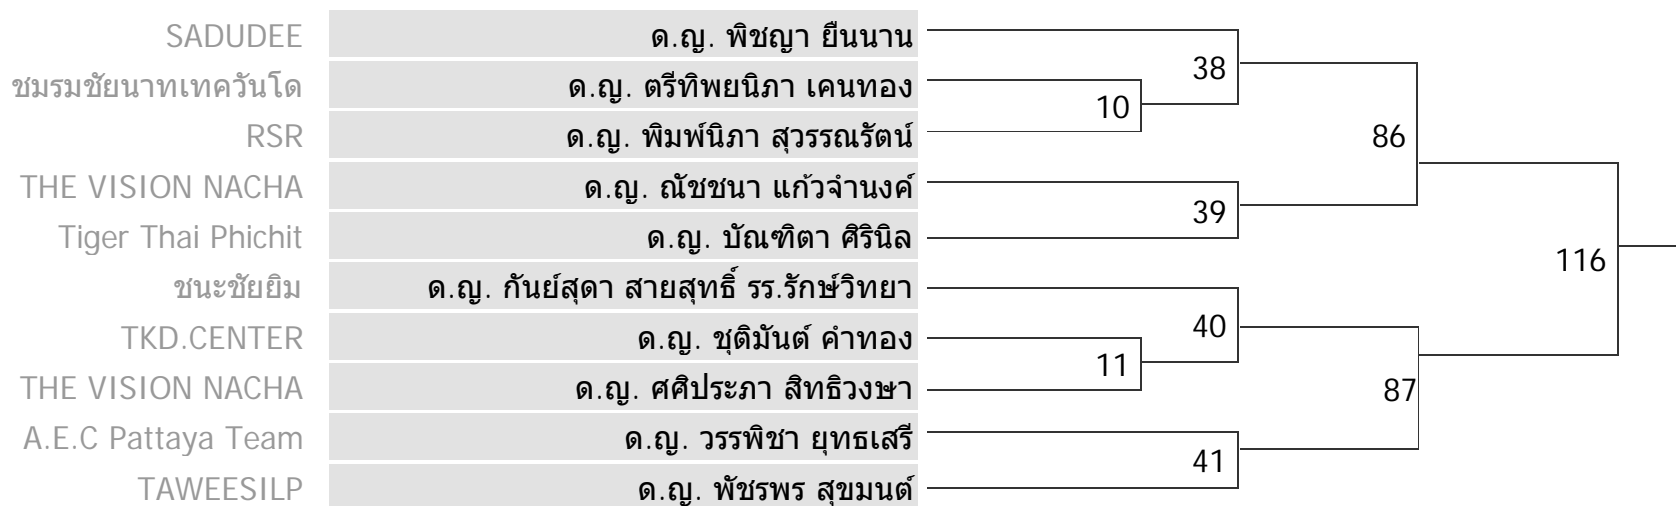 SADUDEE ด.ญ. พิชญา ยืนนาน
38
ชมรมชัยนาทเทควันโด ด.ญ. ตรีทิพยนิภา เคนทอง
10
RSR ด.ญ. พิมพ์นิภา สุวรรณรัตน์
86
THE VISION NACHA ด.ญ. ณัชชนา แก้วจำนงค์
39
Tiger Thai Phichit ด.ญ. บัณฑิตา ศิรินิล
116
ชนะชัยยิม ด.ญ. กันย์สุดา สายสุทธิ์ รร.รักษ์วิทยา
40
TKD.CENTER ด.ญ. ชุติมันต์ คำทอง
11
THE VISION NACHA ด.ญ. ศศิประภา สิทธิวงษา
87
A.E.C Pattaya Team ด.ญ. วรรพิชา ยุทธเสรี
41
TAWEESILP ด.ญ. พัชรพร สุขมนต์